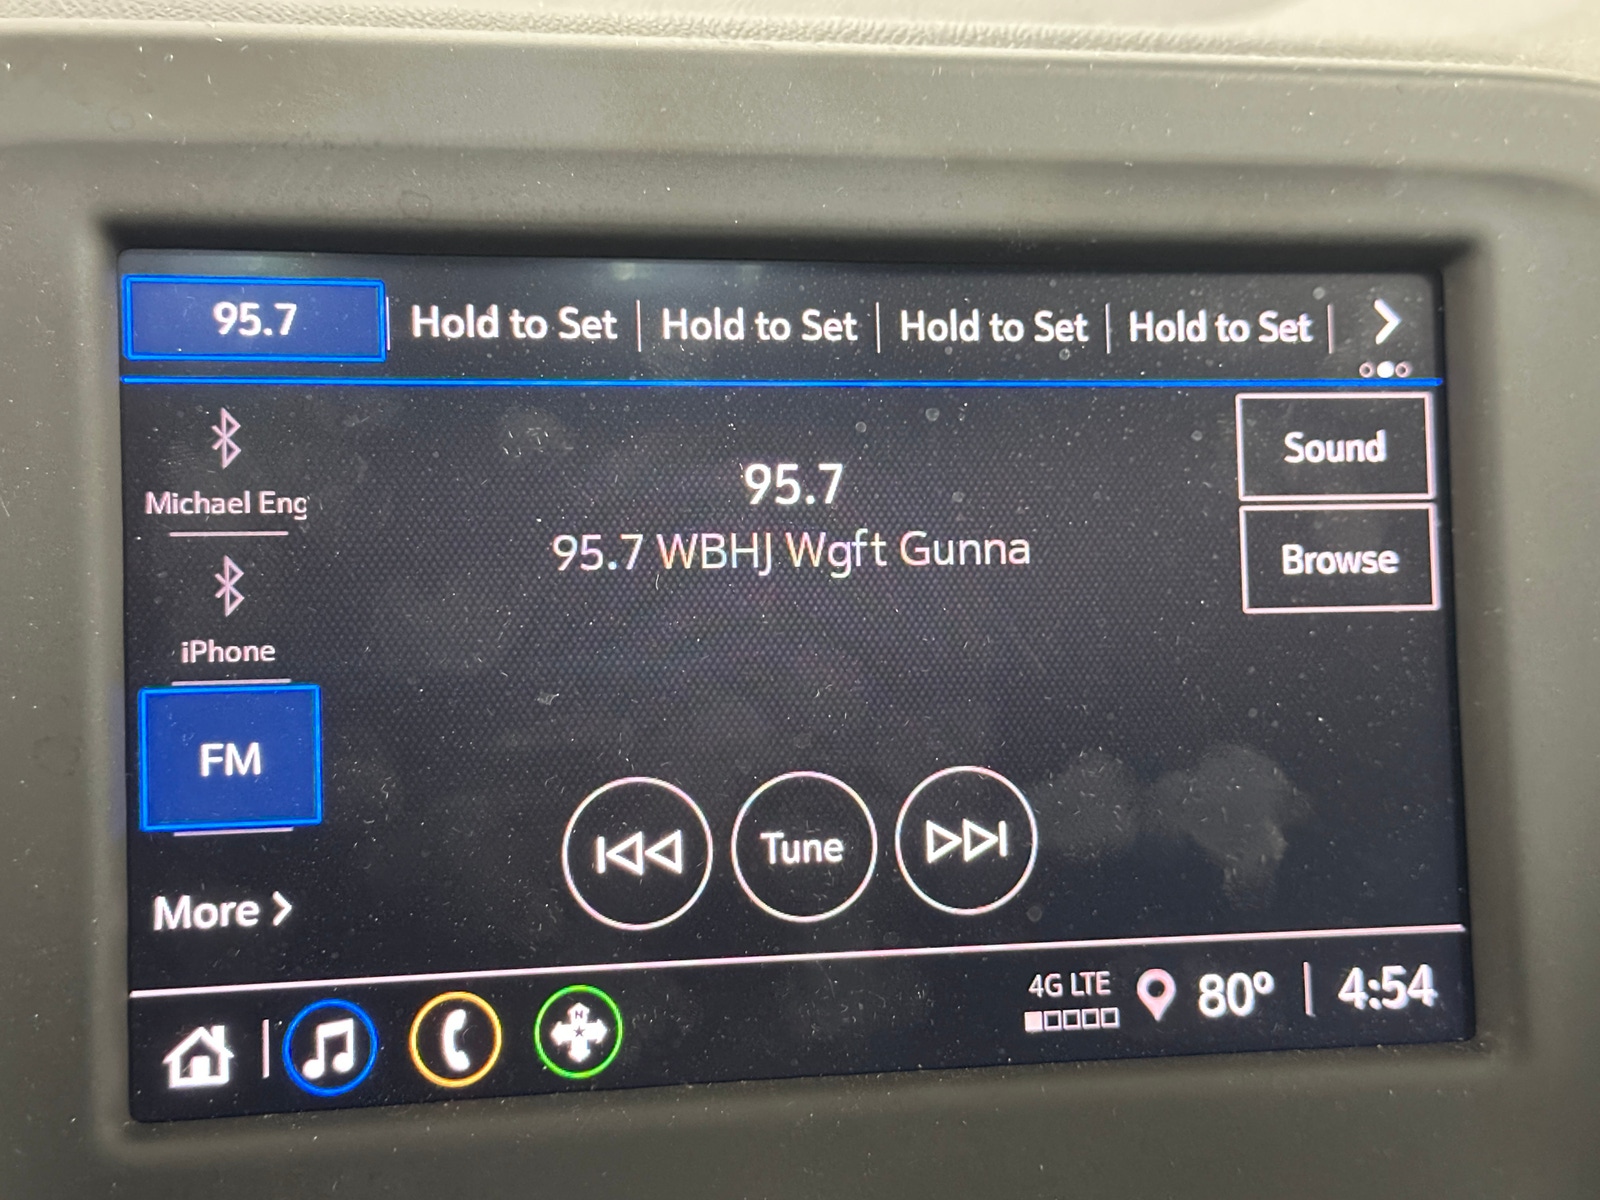 95.7
Hold to Set
Hold to Set
Hold to Set
Hold to Set
Michael Eng
iPhone
FM
More
95.7
95.7 WBHJ Wgft Gunna
Sound
Browse
Tune
4G LTE
80°
4:54
N